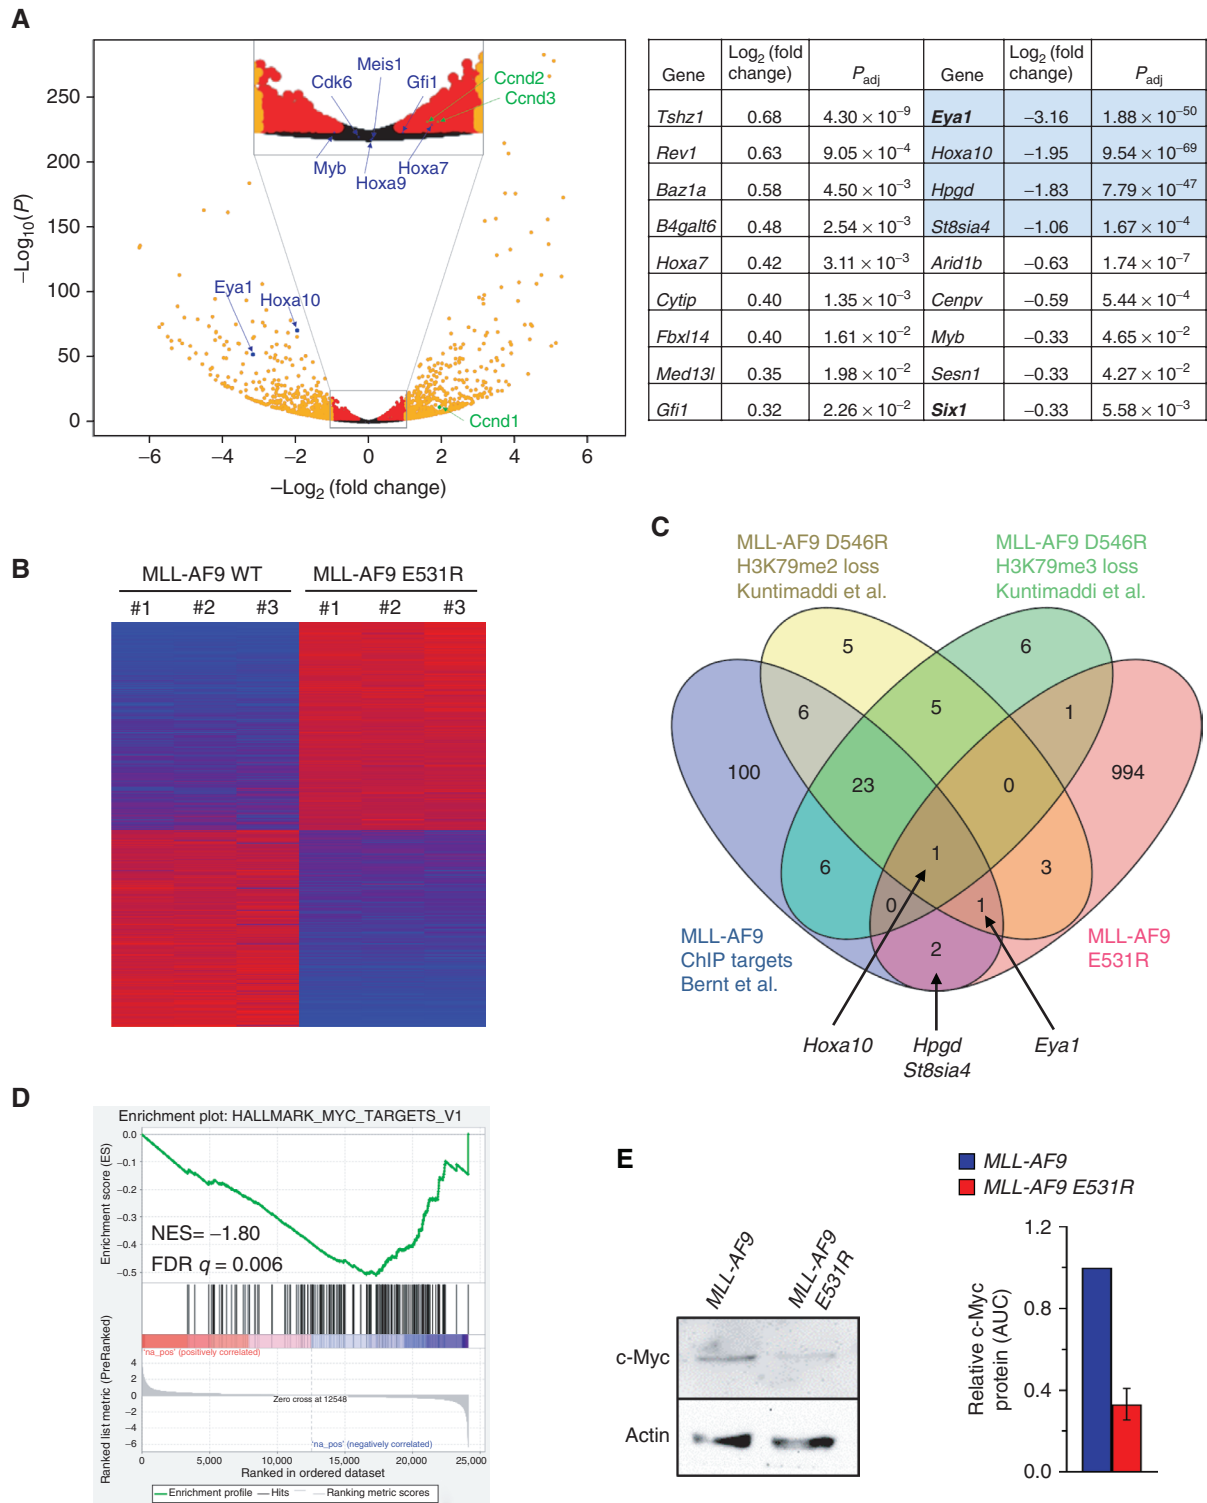 A
250
200
150
100
50
0
–Log10(P)
–6
–4
–2
0
2
4
6
–Log2 (fold change)
Meis1
Cdk6
Gfi1
Ccnd2
Ccnd3
Myb
Hoxa7
Hoxa9
Eya1
Hoxa10
Ccnd1
Gene Log2 (fold change) Padj Gene Log2 (fold change) Padj
Tshz1 0.68 4.30 × 10–9 Eya1 –3.16 1.88 × 10–50
Rev1 0.63 9.05 × 10–4 Hoxa10 –1.95 9.54 × 10–69
Baz1a 0.58 4.50 × 10–3 Hpgd –1.83 7.79 × 10–47
B4galt6 0.48 2.54 × 10–3 St8sia4 –1.06 1.67 × 10–4
Hoxa7 0.42 3.11 × 10–3 Arid1b –0.63 1.74 × 10–7
Cytip 0.40 1.35 × 10–3 Cenpv –0.59 5.44 × 10–4
Fbxl14 0.40 1.61 × 10–2 Myb –0.33 4.65 × 10–2
Med13l 0.35 1.98 × 10–2 Sesn1 –0.33 4.27 × 10–2
Gfi1 0.32 2.26 × 10–2 Six1 –0.33 5.58 × 10–3
B
MLL-AF9 WT MLL-AF9 E531R
#1 #2 #3 #1 #2 #3
C
MLL-AF9 D546R
H3K79me2 loss
Kuntimaddi et al.
MLL-AF9 D546R
H3K79me3 loss
Kuntimaddi et al.
5
6
6
5
1
100
23
0
994
1
6
3
0
1
2
MLL-AF9
ChIP targets
Bernt et al.
MLL-AF9
E531R
Hoxa10
Hpgd
St8sia4
Eya1
D
Enrichment plot: HALLMARK_MYC_TARGETS_V1
Enrichment score (ES)
0.0
–0.1
–0.2
–0.3
–0.4
–0.5
NES= –1.80
FDR q = 0.006
'na_pos' (positively correlated)
Ranked list metric (PreRanked)
4
2
0
–2
–4
–6
Zero cross at 12548
'na_pos' (negatively correlated)
0 5,000 10,000 15,000 20,000 25,000
Ranked in ordered dataset
Enrichment profile Hits Ranking metric scores
E
MLL-AF9
MLL-AF9
E531R
c-Myc
Actin
MLL-AF9
MLL-AF9 E531R
Relative c-Myc
protein (AUC)
1.2
0.8
0.4
0.0